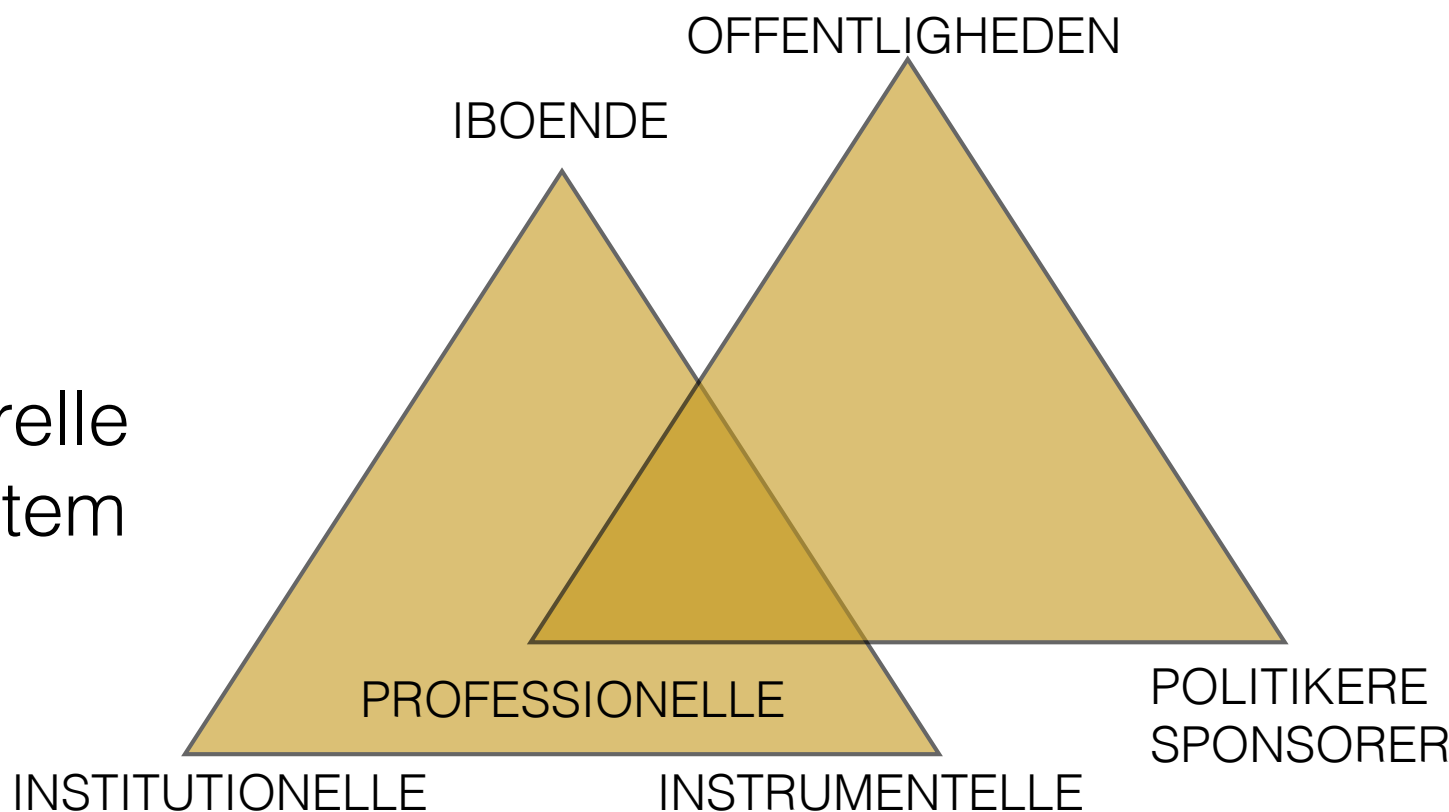 OFFENTLIGHEDEN
IBOENDE
relle
tem
PROFESSIONELLE
POLITIKERE
SPONSORER
INSTITUTIONELLE
INSTRUMENTELLE